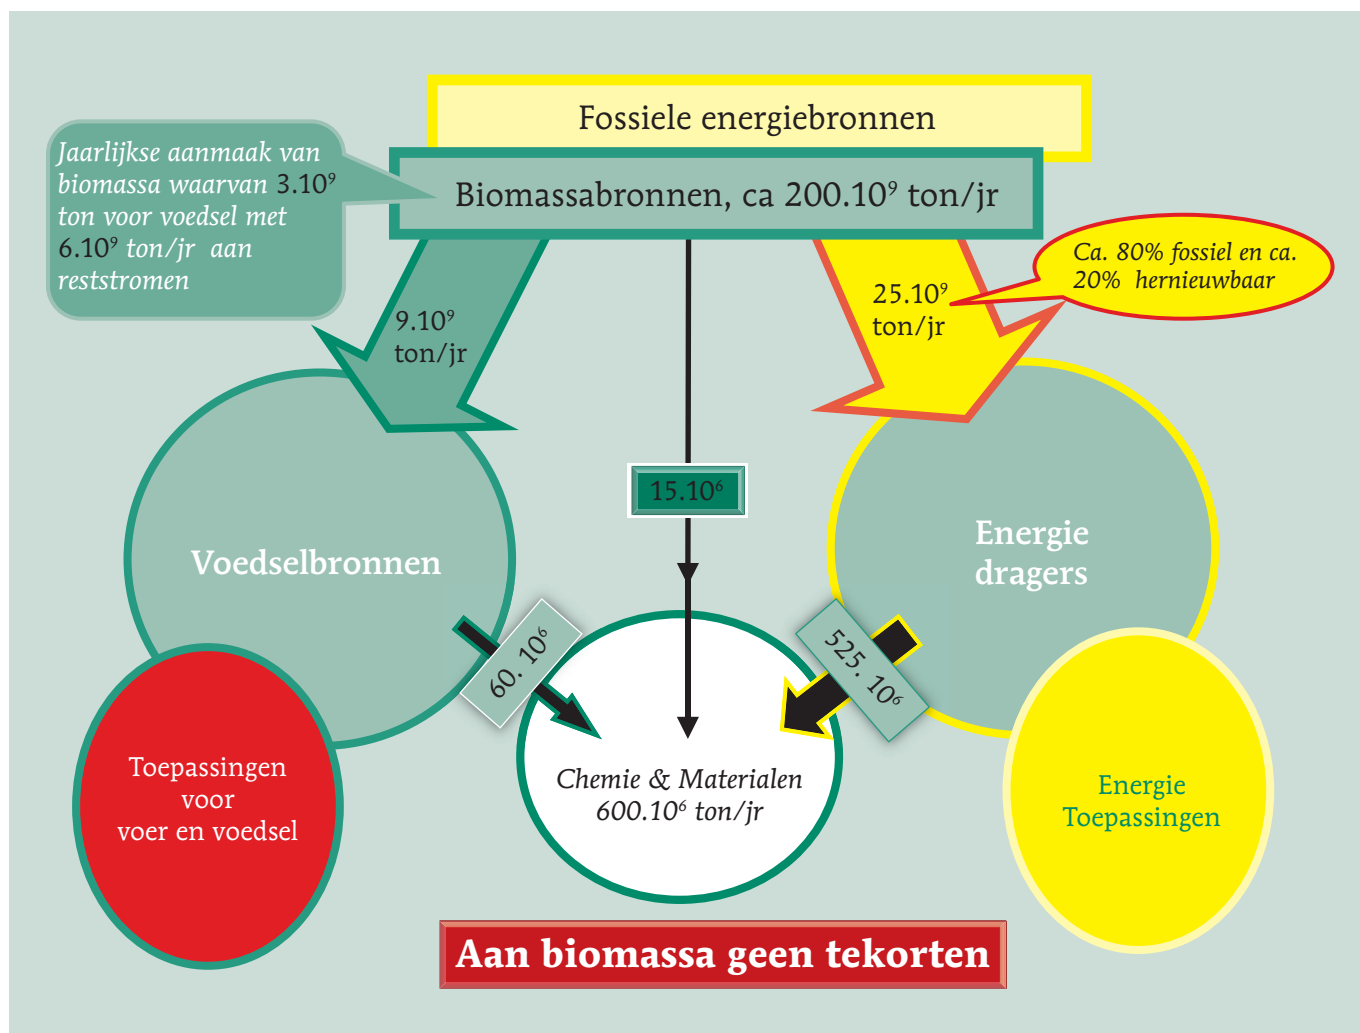 Fossiele energiebronnen
Jaarlijkse aanmaak van
biomassa waarvan 3.10⁹
ton voor voedsel met
6.10⁹ ton/jr aan
reststromen
Biomassabronnen, ca 200.10⁹ ton/jr
Ca. 80% fossiel en ca.
20% hernieuwbaar
9.10⁹
ton/jr
25.10⁹
ton/jr
15.10⁶
Voedselbronnen
Energie
dragers
60. 10⁶
525. 10⁶
Toepassingen
voor
voer en voedsel
Chemie & Materialen
600.10⁶ ton/jr
Energie
Toepassingen
Aan biomassa geen tekorten